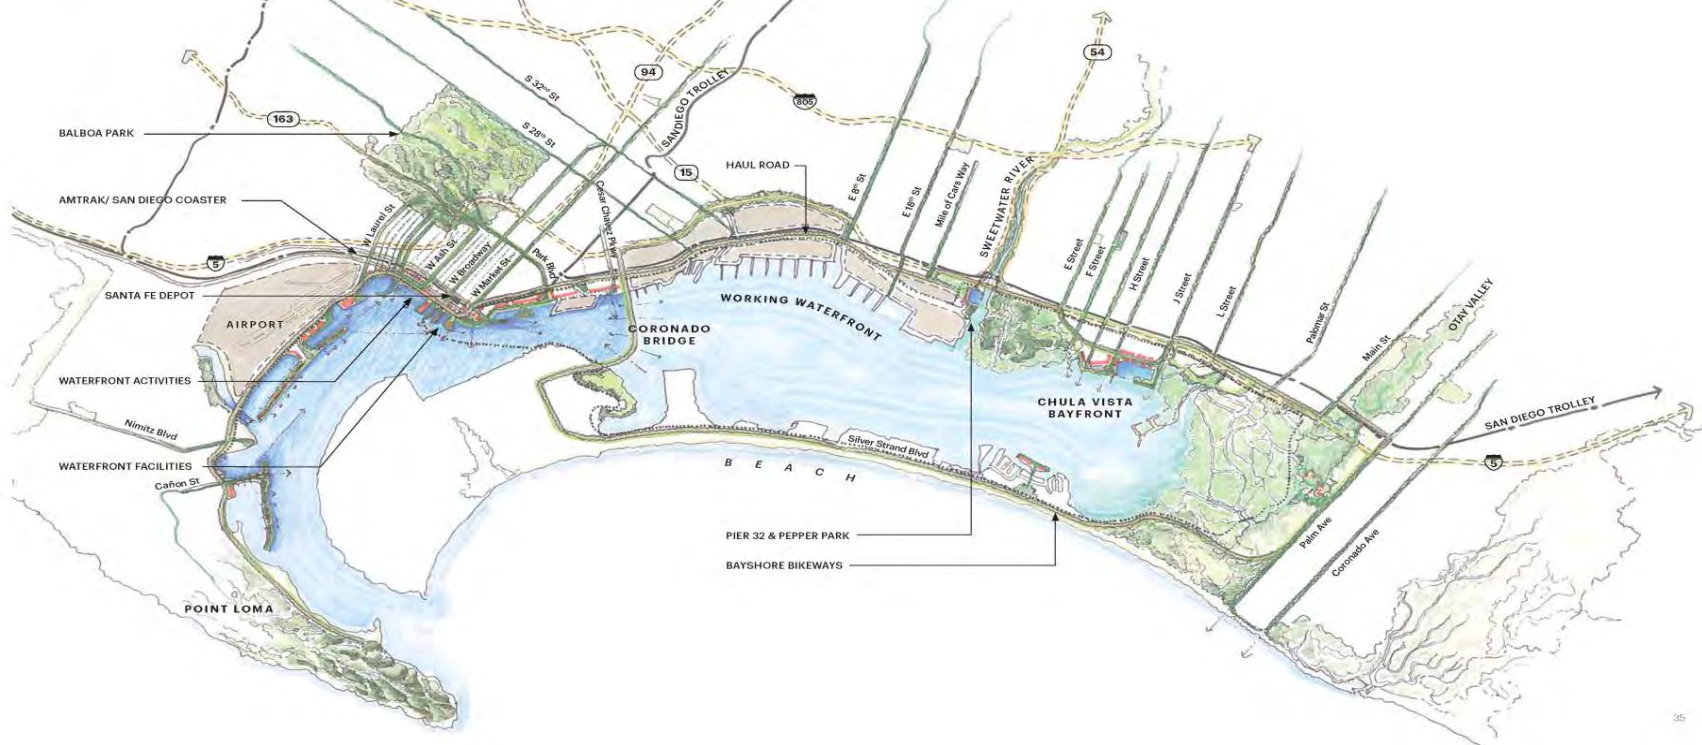 54
94
SANDIEGO TROLLEY
S 32nd St
805
163
S 28th St
BALBOA PARK
HAUL ROAD
15
SWEETWATER RIVER
E 8th St
E 18th St
Mile of Cars Way
AMTRAK/ SAN DIEGO COASTER
Cesar Chavez Pkwy
W Laurel St
W Ash St
W Broadway
W Market St
Park Blvd
5
E Street
F Street
H Street
J Street
L Street
Palomar St
Main St
OTAY VALLEY
SANTA FE DEPOT
WORKING WATERFRONT
AIRPORT
CORONADO
BRIDGE
WATERFRONT ACTIVITIES
CHULA VISTA
BAYFRONT
SAN DIEGO TROLLEY
Nimitz Blvd
Silver Strand Blvd
5
WATERFRONT FACILITIES
BEACH
Cañon St
PIER 32 & PEPPER PARK
Palm Ave
Coronado Ave
BAYSHORE BIKEWAYS
POINT LOMA
35